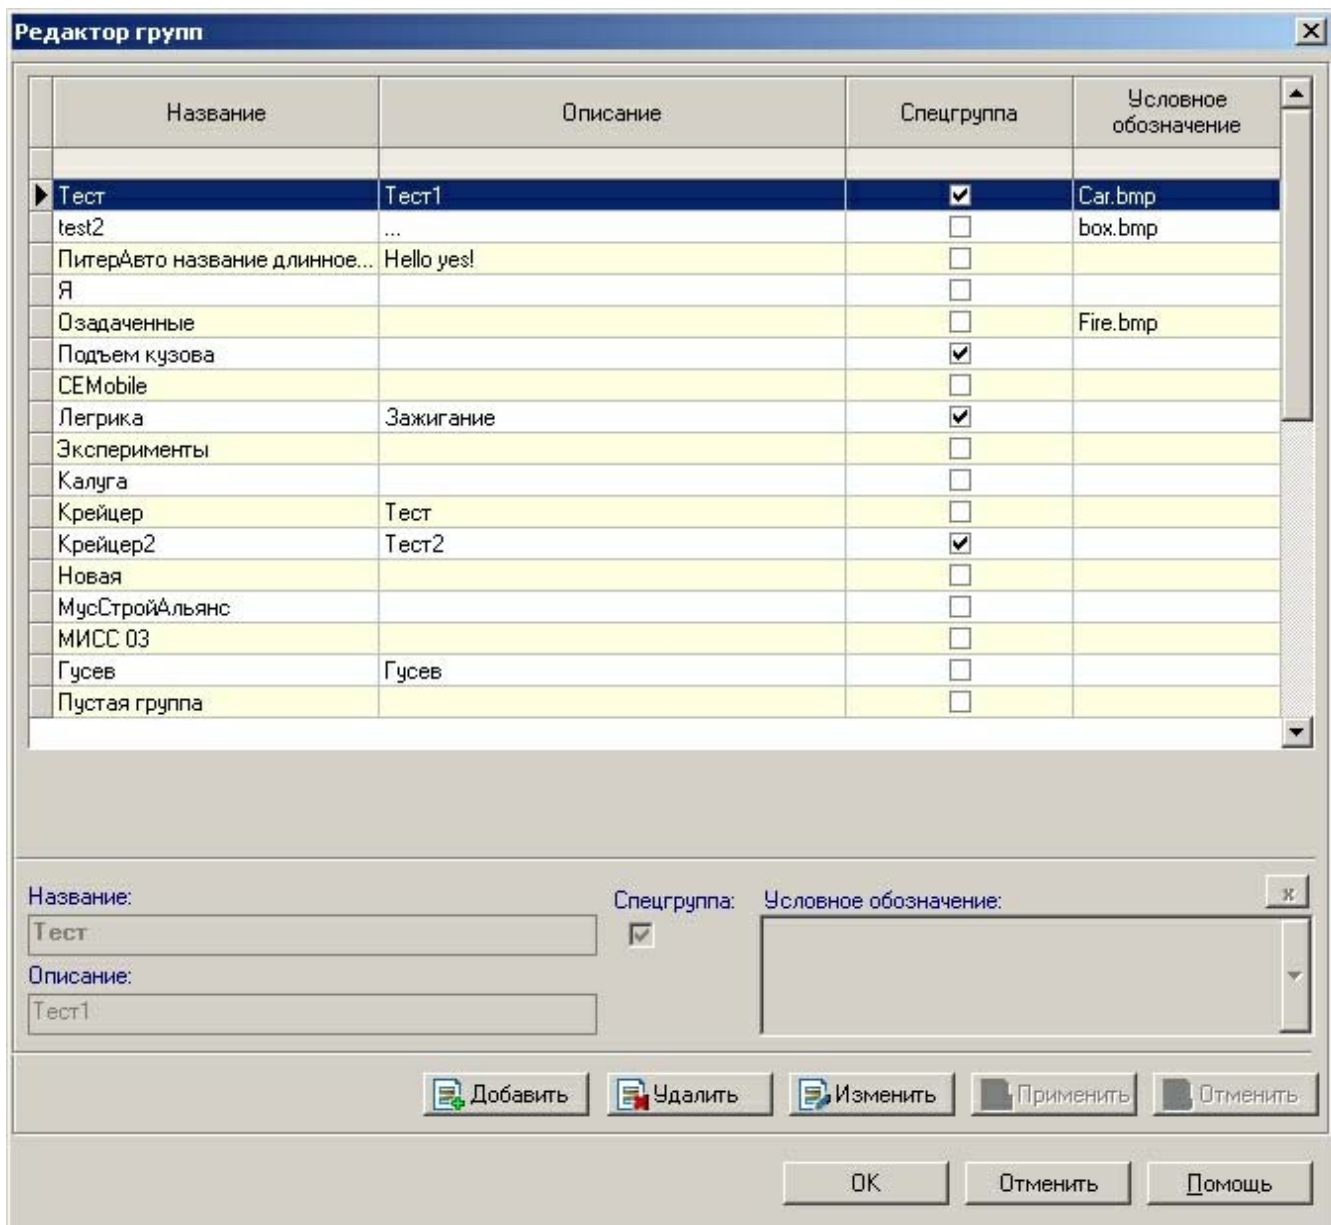 Редактор групп
Название Описание Спецгруппа Условное обозначение
Тест Тест1 Car.bmp
test2 ... box.bmp
ПитерАвто название длинное... Hello yes!
Я
Озадаченные Fire.bmp
Подъем кузова
CEMobile
Легрика Зажигание
Эксперименты
Калуга
Крейцер Тест
Крейцер2 Тест2
Новая
МусСтройАльянс
МИСС 03
Гусев Гусев
Пустая группа
Название: Спецгруппа: Условное обозначение: x
Тест
Описание:
Тест1
Добавить Удалить Изменить Применить Отменить
OK Отменить Помощь